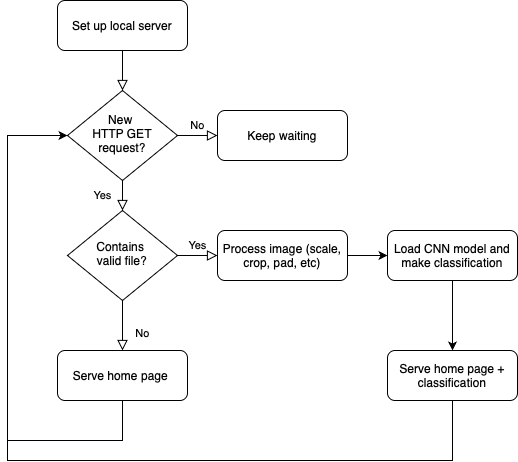 Set up local server
New
HTTP GET
request?
No
Keep waiting
Yes
Contains
valid file?
Yes
Process image (scale,
crop, pad, etc)
Load CNN model and
make classification
No
Serve home page
Serve home page +
classification